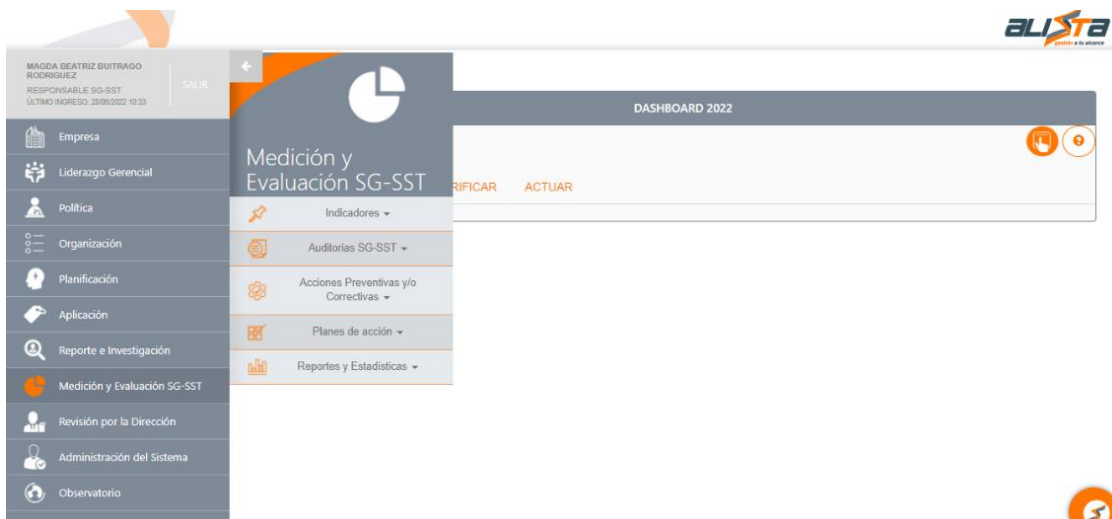 ALISTA
gestión a tu alcance
MAGDA BEATRIZ BUITRAGO
RODRIGUEZ
RESPONSABLE SG-SST
ÚLTIMO INGRESO: 28/08/2022 10:33
SALIR
Empresa
Liderazgo Gerencial
Política
Organización
Planificación
Aplicación
Reporte e Investigación
Medición y Evaluación SG-SST
Revisión por la Dirección
Administración del Sistema
Observatorio
Medición y
Evaluación SG-SST
Indicadores
Auditorias SG-SST
Acciones Preventivas y/o
Correctivas
Planes de acción
Reportes y Estadísticas
DASHBOARD 2022
RIFICAR ACTUAR